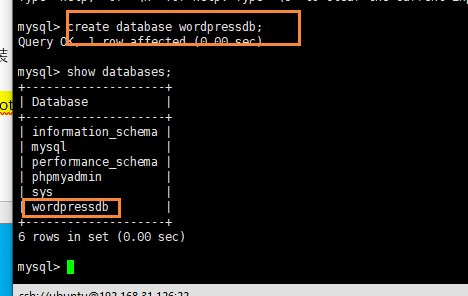 mysql> create database wordpressdb;
Query OK, 1 row affected (0.00 sec)
mysql> show databases;
+--------------------+
| Database           |
+--------------------+
| information_schema |
| mysql              |
| performance_schema |
| phpmyadmin         |
| sys                |
| wordpressdb        |
+--------------------+
6 rows in set (0.00 sec)
mysql>
装
ssh://ubuntu@192.168.31.126:22